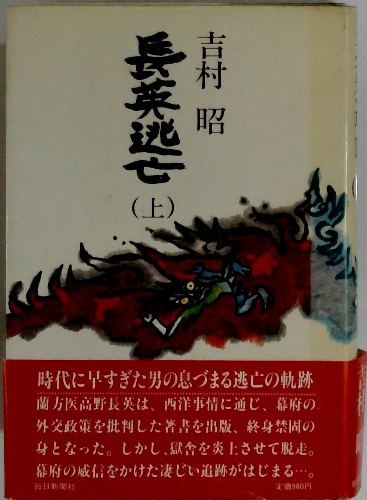 吉村 昭
長英逃亡
(上)
時代に早すぎた男の息づまる逃亡の軌跡
蘭方医高野長英は、西洋事情に通じ、幕府の
外交政策を批判した著書を出版、終身禁固の
身となった。しかし、獄舎を炎上させて脱走。
幕府の威信をかけた凄じい追跡がはじまる…。
毎日新聞社
定価980円